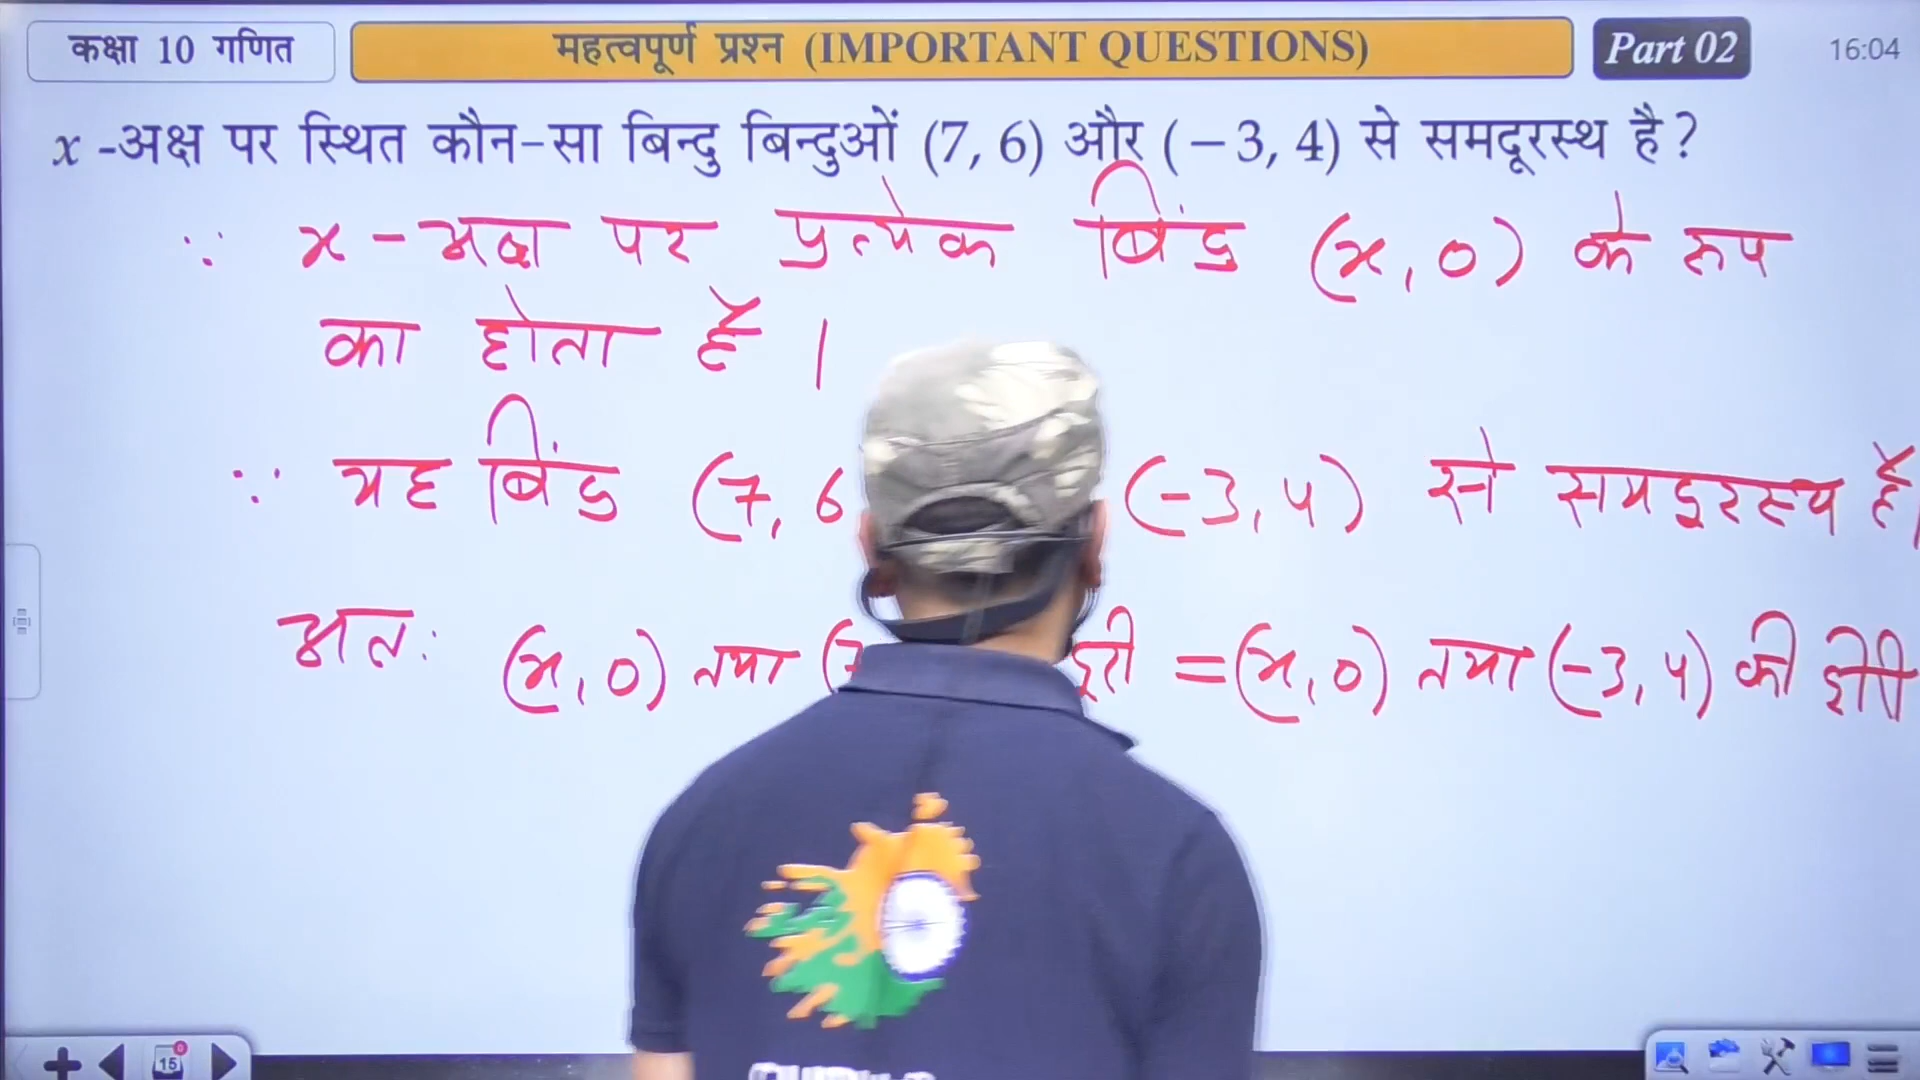 कक्षा 10 गणित
महत्वपूर्ण प्रश्न (IMPORTANT QUESTIONS)
Part 02
16:04
x -अक्ष पर स्थित कौन-सा बिन्दु बिन्दुओं (7, 6) और (−3, 4) से समदूरस्थ है?
∵ x-अक्ष पर प्रत्येक बिंदु (x, 0) के रूप
का होता है।
∵ यह बिंदु (7, 6 (-3, 4) से समदूरस्थ है।
अतः (x, 0) तथा (7 दूरी = (x, 0) तथा (-3, 4) की दूरी
15